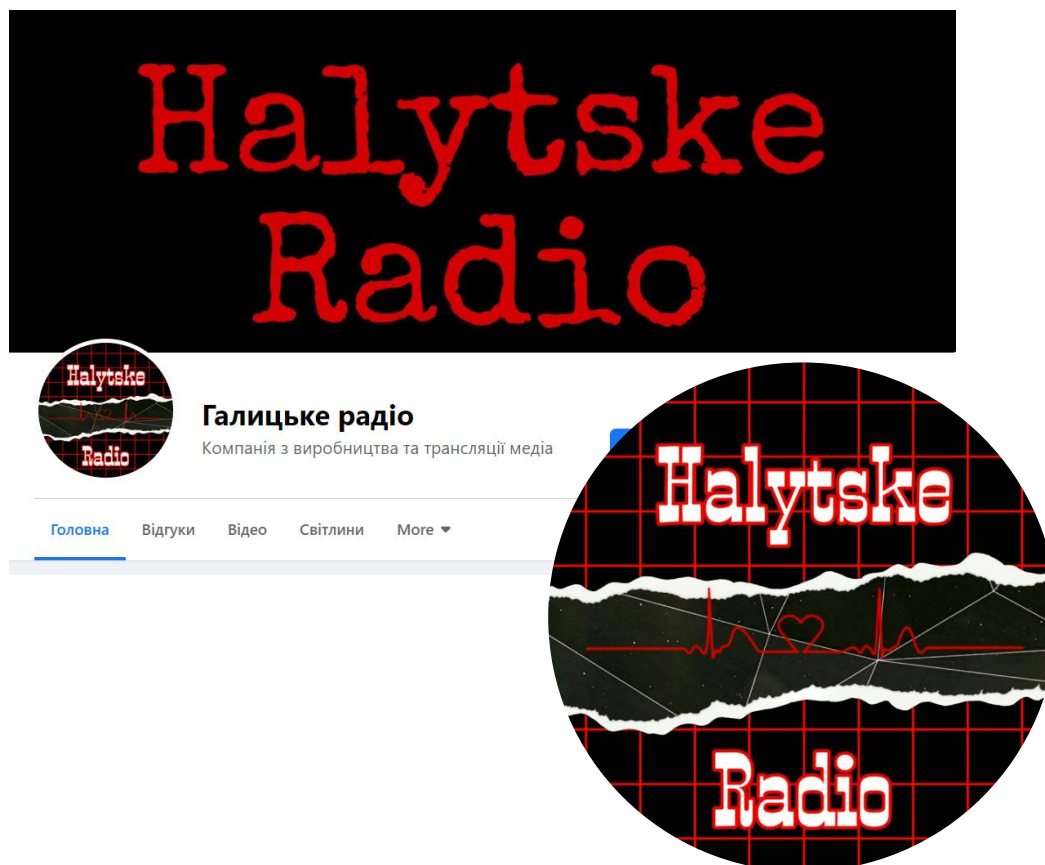 Halytske
Radio
Halytske
Radio
Галицьке радіо
Компанія з виробництва та трансляції медіа
Головна Відгуки Відео Світлини More
Halytske
Radio